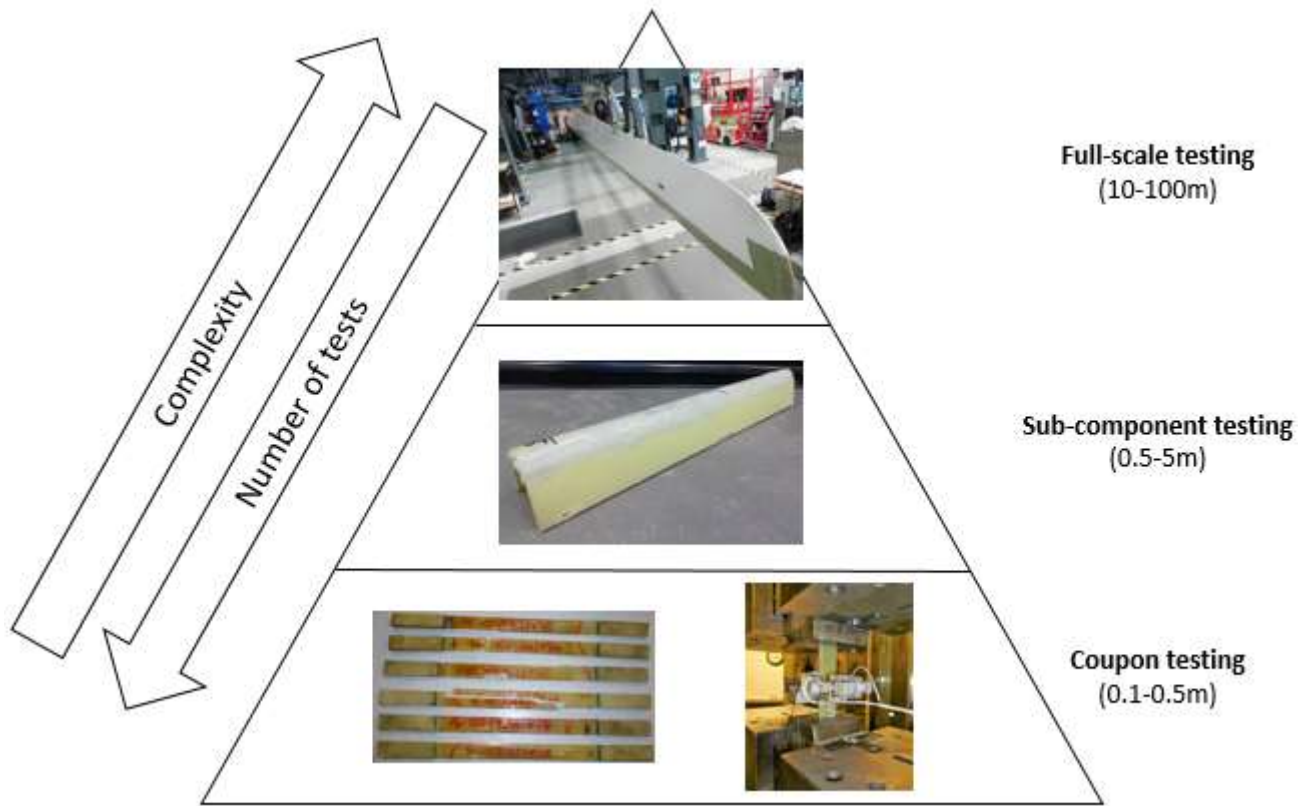 Complexity
Number of tests
Full-scale testing
(10-100m)
Sub-component testing
(0.5-5m)
Coupon testing
(0.1-0.5m)